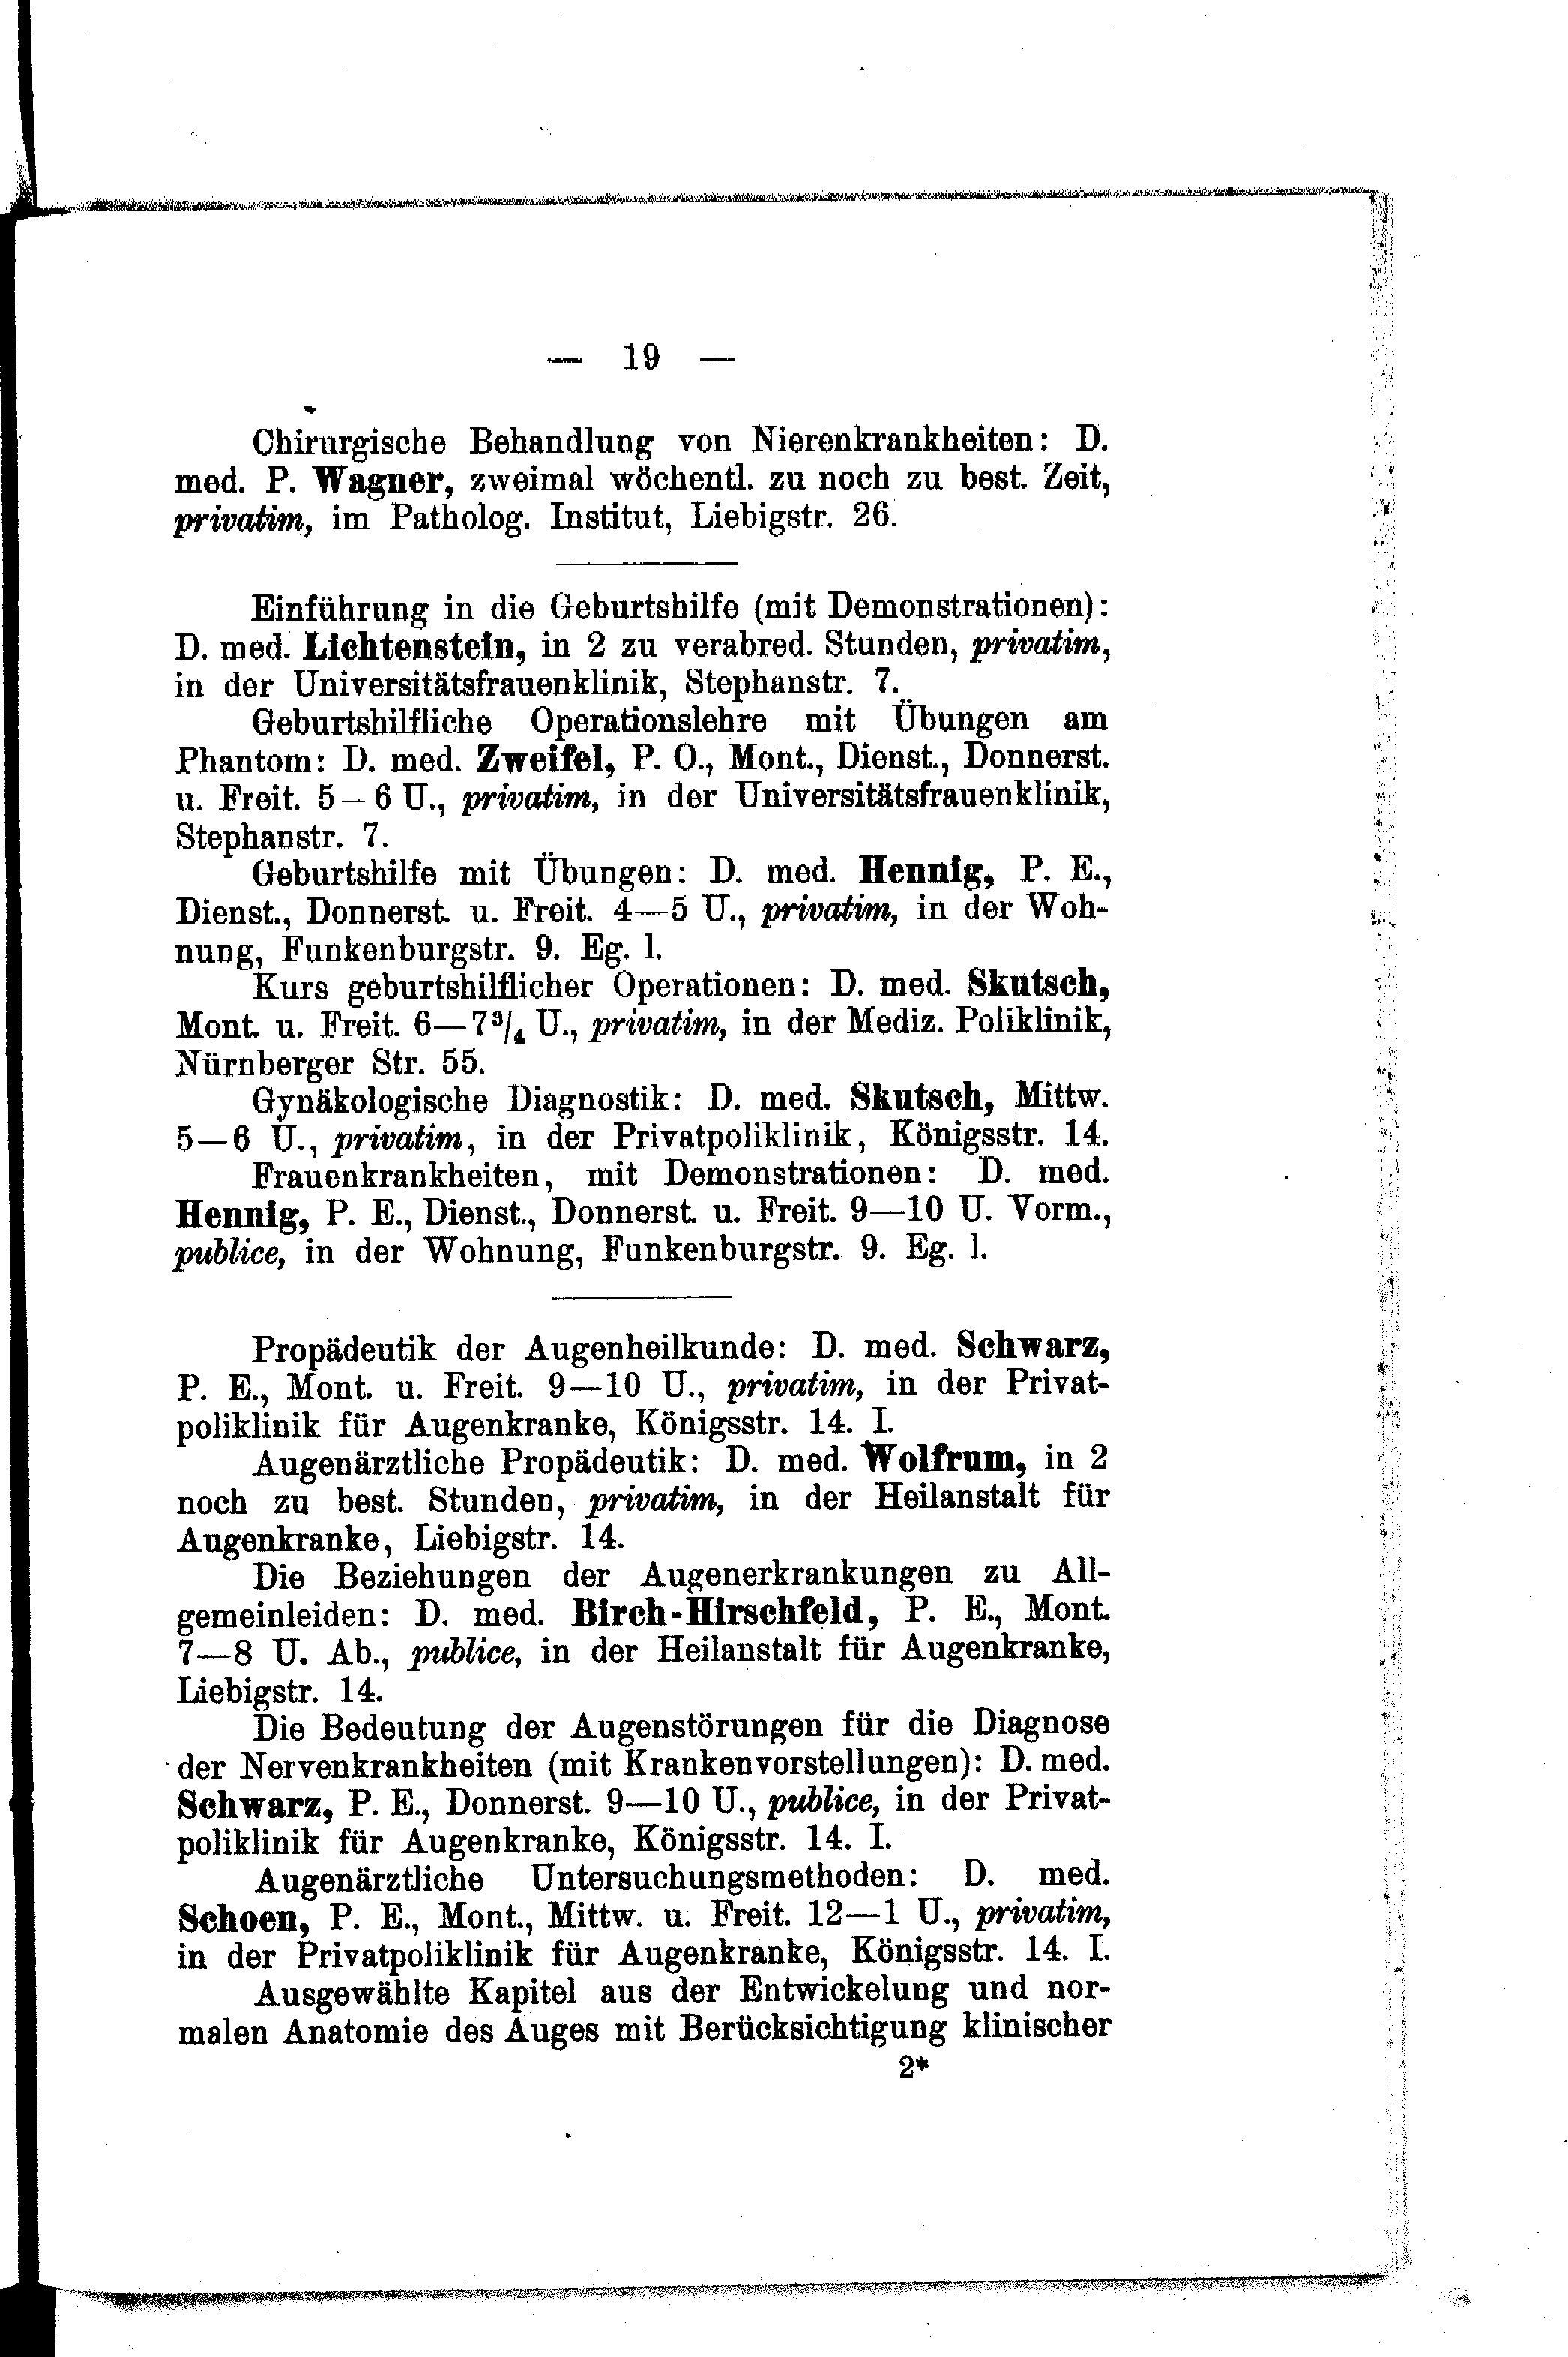 — 19 —
Chirurgische Behandlung von Nierenkrankheiten: D.
med. P. Wagner, zweimal wöchentl. zu noch zu best. Zeit,
privatim, im Patholog. Institut, Liebigstr. 26.
Einführung in die Geburtshilfe (mit Demonstrationen):
D. med. Lichtenstein, in 2 zu verabred. Stunden, privatim,
in der Universitätsfrauenklinik, Stephanstr. 7.
Geburtshilfliche Operationslehre mit Übungen am
Phantom: D. med. Zweifel, P. O., Mont., Dienst., Donnerst.
u. Freit. 5–6 U., privatim, in der Universitätsfrauenklinik,
Stephanstr. 7.
Geburtshilfe mit Übungen: D. med. Hennig, P. E.,
Dienst., Donnerst. u. Freit. 4—5 U., privatim, in der Woh-
nung, Funkenburgstr. 9. Eg. l.
Kurs geburtshilflicher Operationen: D. med. Skutsch,
Mont. u. Freit. 6—7³/₄ U., privatim, in der Mediz. Poliklinik,
Nürnberger Str. 55.
Gynäkologische Diagnostik: D. med. Skutsch, Mittw.
5—6 U., privatim, in der Privatpoliklinik, Königsstr. 14.
Frauenkrankheiten, mit Demonstrationen: D. med.
Hennig, P. E., Dienst., Donnerst. u. Freit. 9—10 U. Vorm.,
publice, in der Wohnung, Funkenburgstr. 9. Eg. l.
Propädeutik der Augenheilkunde: D. med. Schwarz,
P. E., Mont. u. Freit. 9—10 U., privatim, in der Privat-
poliklinik für Augenkranke, Königsstr. 14. I.
Augenärztliche Propädeutik: D. med. Wolfrum, in 2
noch zu best. Stunden, privatim, in der Heilanstalt für
Augenkranke, Liebigstr. 14.
Die Beziehungen der Augenerkrankungen zu All-
gemeinleiden: D. med. Birch-Hirschfeld, P. E., Mont.
7—8 U. Ab., publice, in der Heilanstalt für Augenkranke,
Liebigstr. 14.
Die Bedeutung der Augenstörungen für die Diagnose
der Nervenkrankheiten (mit Krankenvorstellungen): D. med.
Schwarz, P. E., Donnerst. 9—10 U., publice, in der Privat-
poliklinik für Augenkranke, Königsstr. 14. I.
Augenärztliche Untersuchungsmethoden: D. med.
Schoen, P. E., Mont., Mittw. u. Freit. 12—1 U., privatim,
in der Privatpoliklinik für Augenkranke, Königsstr. 14. I.
Ausgewählte Kapitel aus der Entwickelung und nor-
malen Anatomie des Auges mit Berücksichtigung klinischer
2*